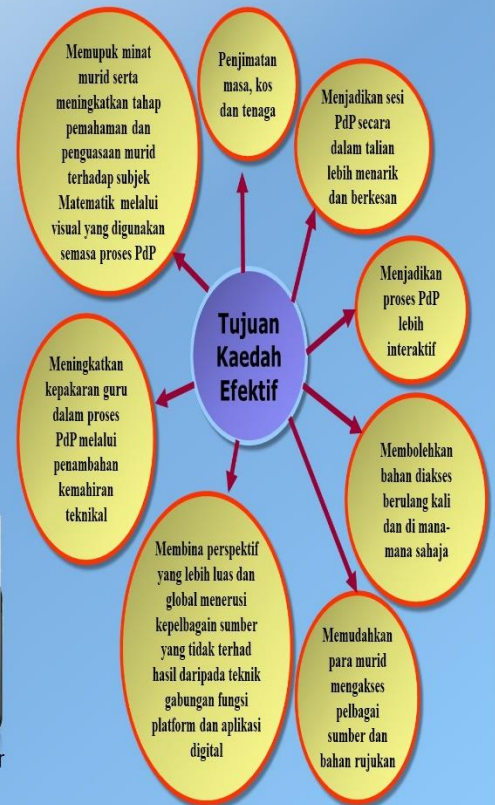 Memupuk minat
murid serta
meningkatkan tahap
pemahaman dan
penguasaan murid
terhadap subjek
Matematik melalui
visual yang digunakan
semasa proses PdP
Penjimatan
masa, kos
dan tenaga
Menjadikan sesi
PdP secara
dalam talian
lebih menarik
dan berkesan
Menjadikan
proses PdP
lebih
interaktif
Tujuan
Kaedah
Efektif
Meningkatkan
kepakaran guru
dalam proses
PdP melalui
penambahan
kemahiran
teknikal
Membolehkan
bahan diakses
berulang kali
dan di mana-
mana sahaja
Membina perspektif
yang lebih luas dan
global menerusi
kepelbagain sumber
yang tidak terhad
hasil daripada teknik
gabungan fungsi
platform dan aplikasi
digital
Memudahkan
para murid
mengakses
pelbagai
sumber dan
bahan rujukan